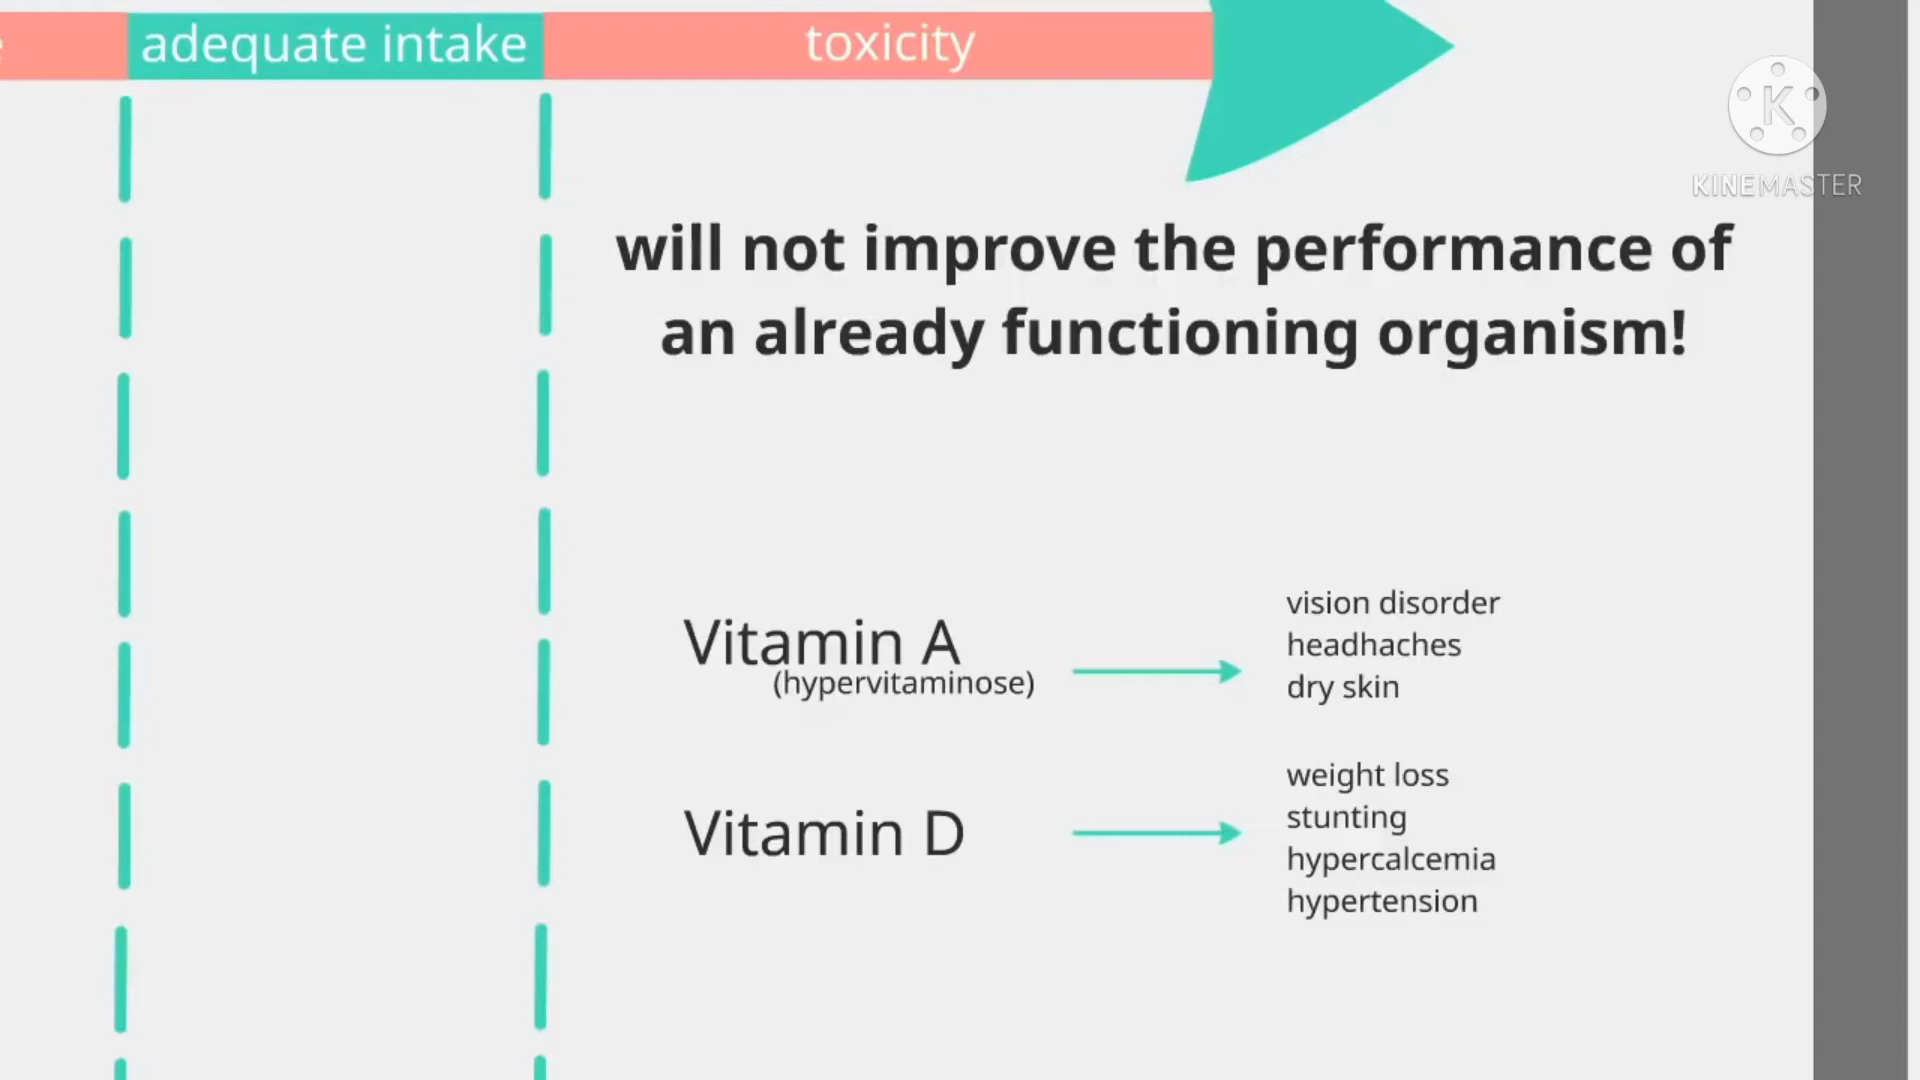 adequate intake
toxicity
KINEMASTER
will not improve the performance of
an already functioning organism!
Vitamin A
(hypervitaminose)
vision disorder
headhaches
dry skin
Vitamin D
weight loss
stunting
hypercalcemia
hypertension